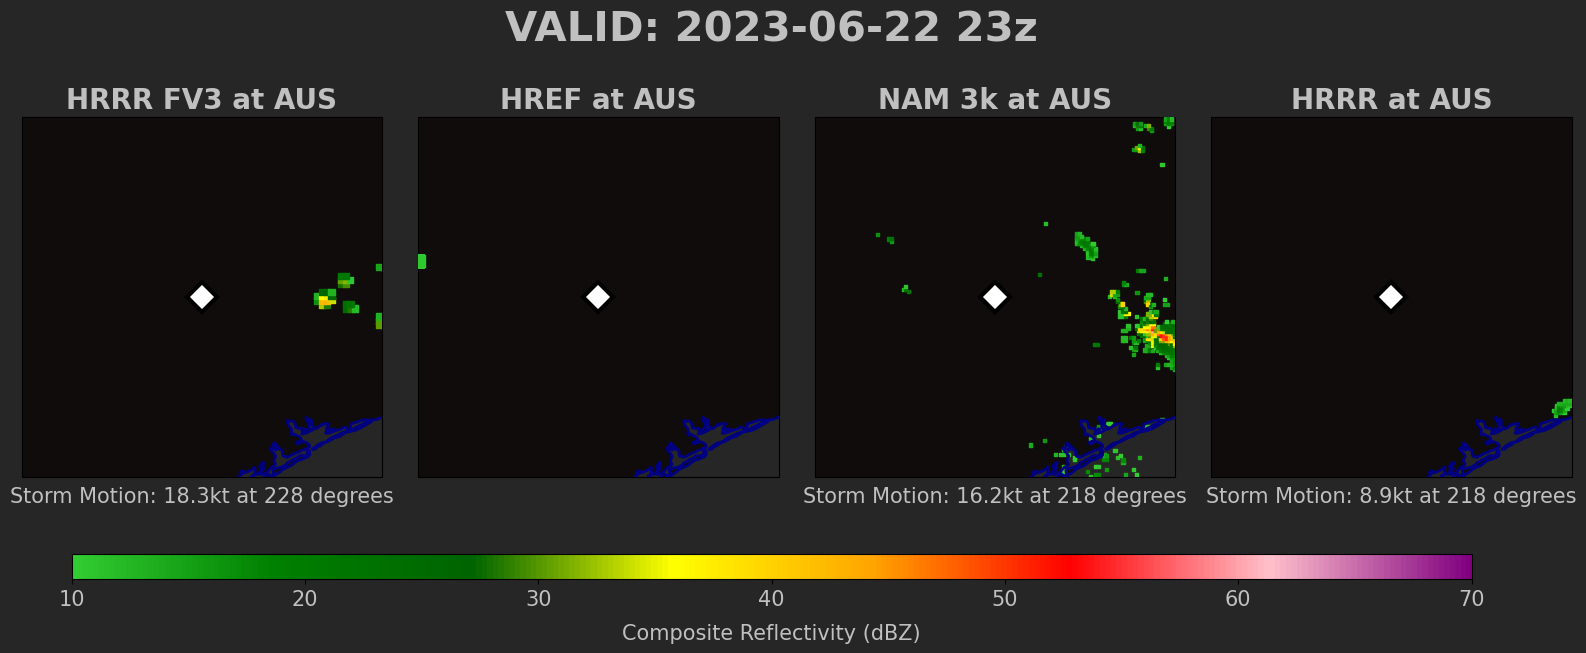 VALID: 2023-06-22 23z
HRRR FV3 at AUS
HREF at AUS
NAM 3k at AUS
HRRR at AUS
Storm Motion: 18.3kt at 228 degrees
Storm Motion: 16.2kt at 218 degrees
Storm Motion: 8.9kt at 218 degrees
10 20 30 40 50 60 70
Composite Reflectivity (dBZ)